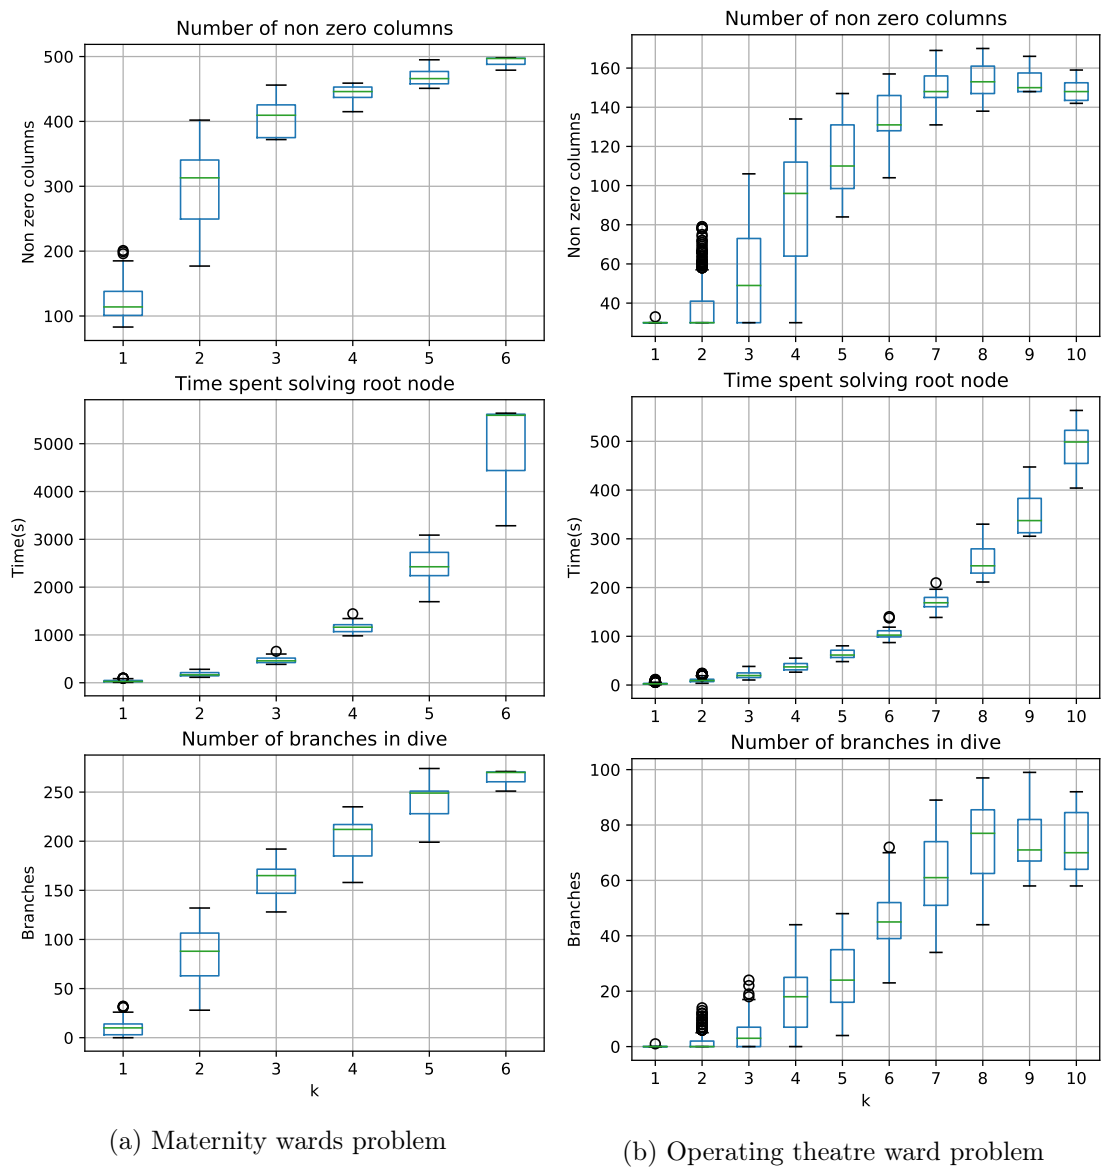 Number of non zero columns
Non zero columns
500
400
300
200
100
1 2 3 4 5 6
Time spent solving root node
Time(s)
5000
4000
3000
2000
1000
0
1 2 3 4 5 6
Number of branches in dive
Branches
250
200
150
100
50
0
1 2 3 4 5 6
k
(a) Maternity wards problem
Number of non zero columns
Non zero columns
160
140
120
100
80
60
40
1 2 3 4 5 6 7 8 9 10
Time spent solving root node
Time(s)
500
400
300
200
100
0
1 2 3 4 5 6 7 8 9 10
Number of branches in dive
Branches
100
80
60
40
20
0
1 2 3 4 5 6 7 8 9 10
k
(b) Operating theatre ward problem